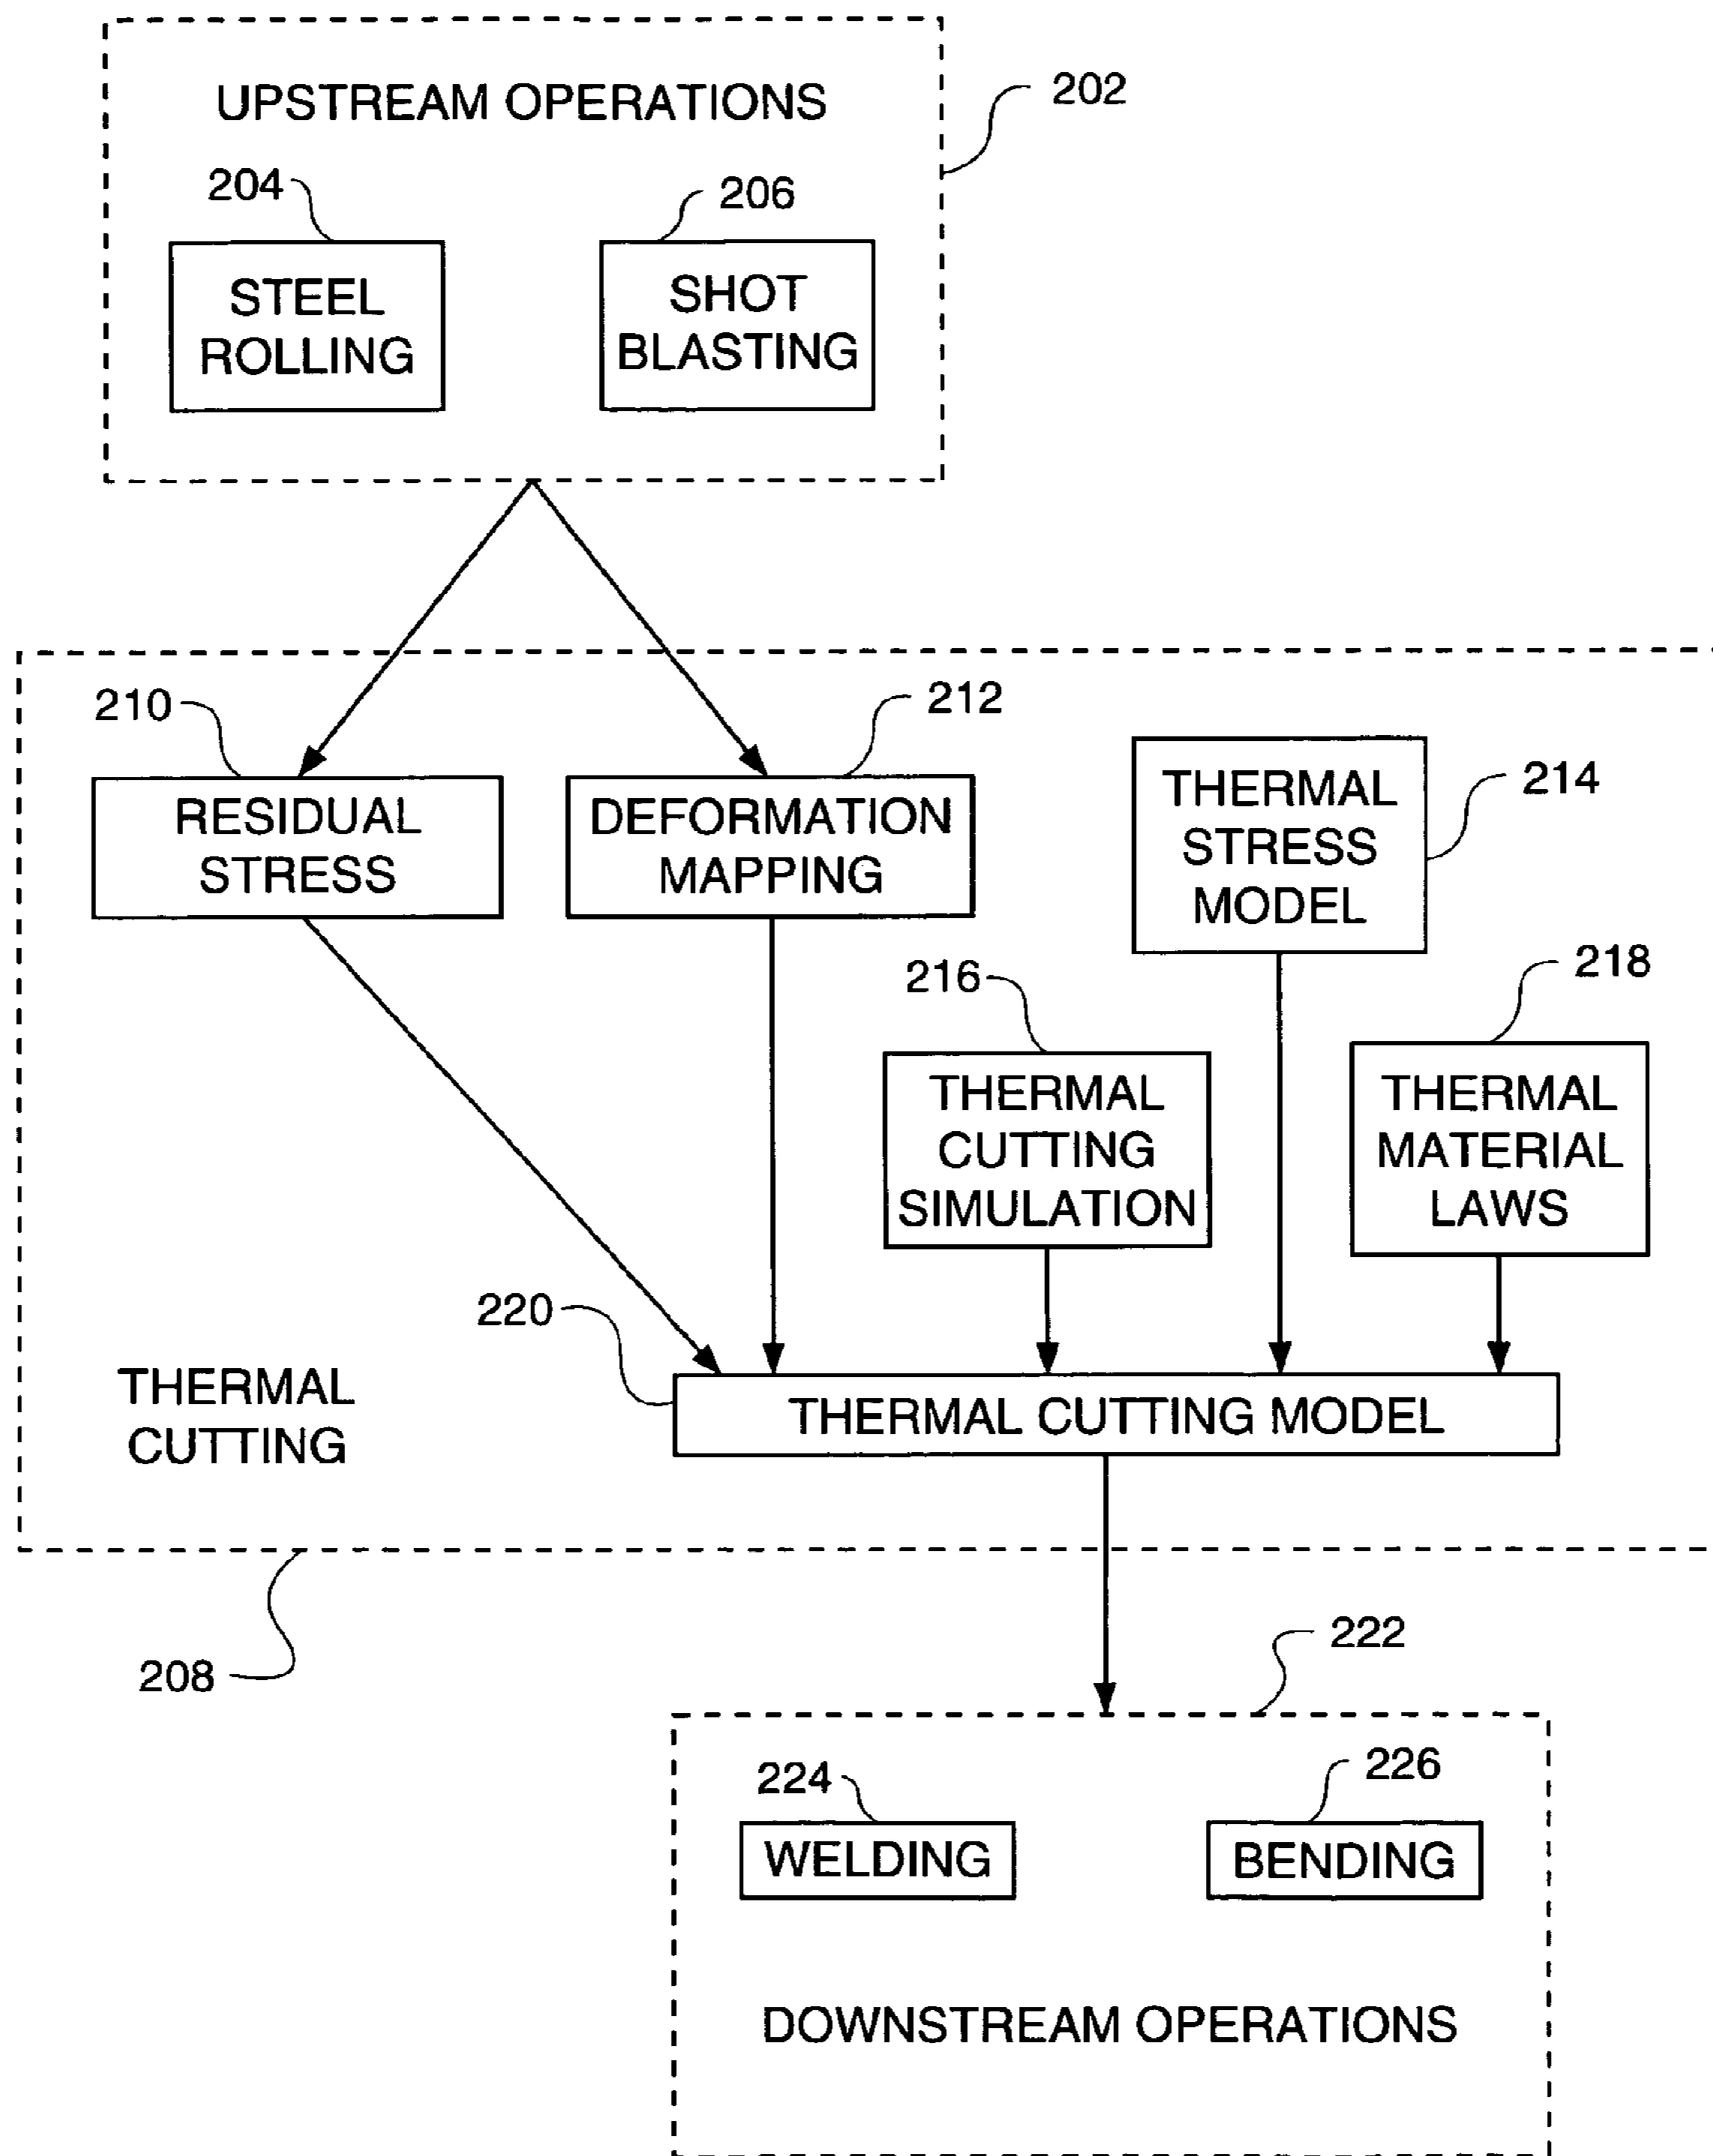 UPSTREAM OPERATIONS
202
204
206
STEEL
ROLLING
SHOT
BLASTING
210
212
RESIDUAL
STRESS
DEFORMATION
MAPPING
THERMAL
STRESS
MODEL
214
216
218
THERMAL
CUTTING
SIMULATION
THERMAL
MATERIAL
LAWS
220
THERMAL
CUTTING
THERMAL CUTTING MODEL
208
222
224
226
WELDING
BENDING
DOWNSTREAM OPERATIONS